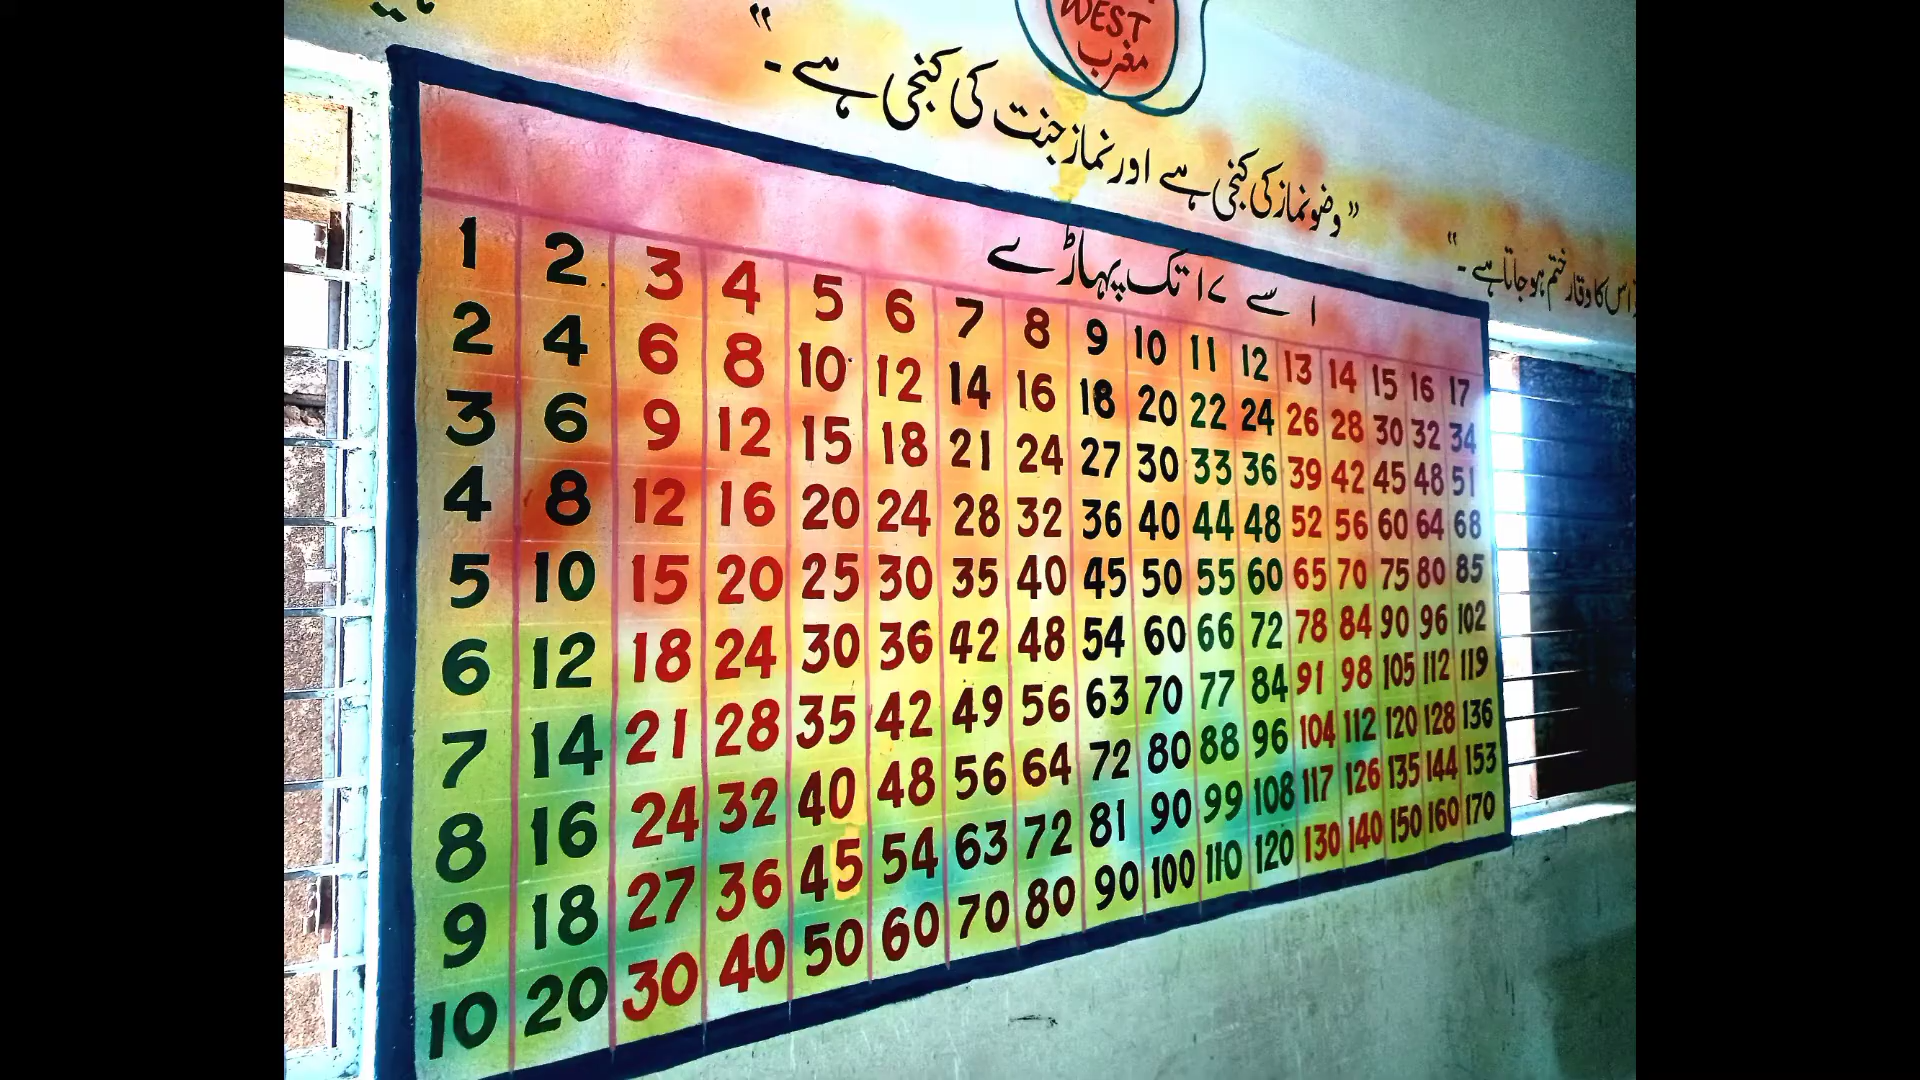 WEST
مغرب
"وضو نماز کی کنجی ہے اور نماز جنت کی کنجی ہے۔"
اس کا وقار ختم ہو جاتا ہے۔"
۱ سے ۱۷ تک پہاڑے
1 2 3 4 5 6 7 8 9 10 11 12 13 14 15 16 17
2 4 6 8 10 12 14 16 18 20 22 24 26 28 30 32 34
3 6 9 12 15 18 21 24 27 30 33 36 39 42 45 48 51
4 8 12 16 20 24 28 32 36 40 44 48 52 56 60 64 68
5 10 15 20 25 30 35 40 45 50 55 60 65 70 75 80 85
6 12 18 24 30 36 42 48 54 60 66 72 78 84 90 96 102
7 14 21 28 35 42 49 56 63 70 77 84 91 98 105 112 119
8 16 24 32 40 48 56 64 72 80 88 96 104 112 120 128 136
9 18 27 36 45 54 63 72 81 90 99 108 117 126 135 144 153
10 20 30 40 50 60 70 80 90 100 110 120 130 140 150 160 170